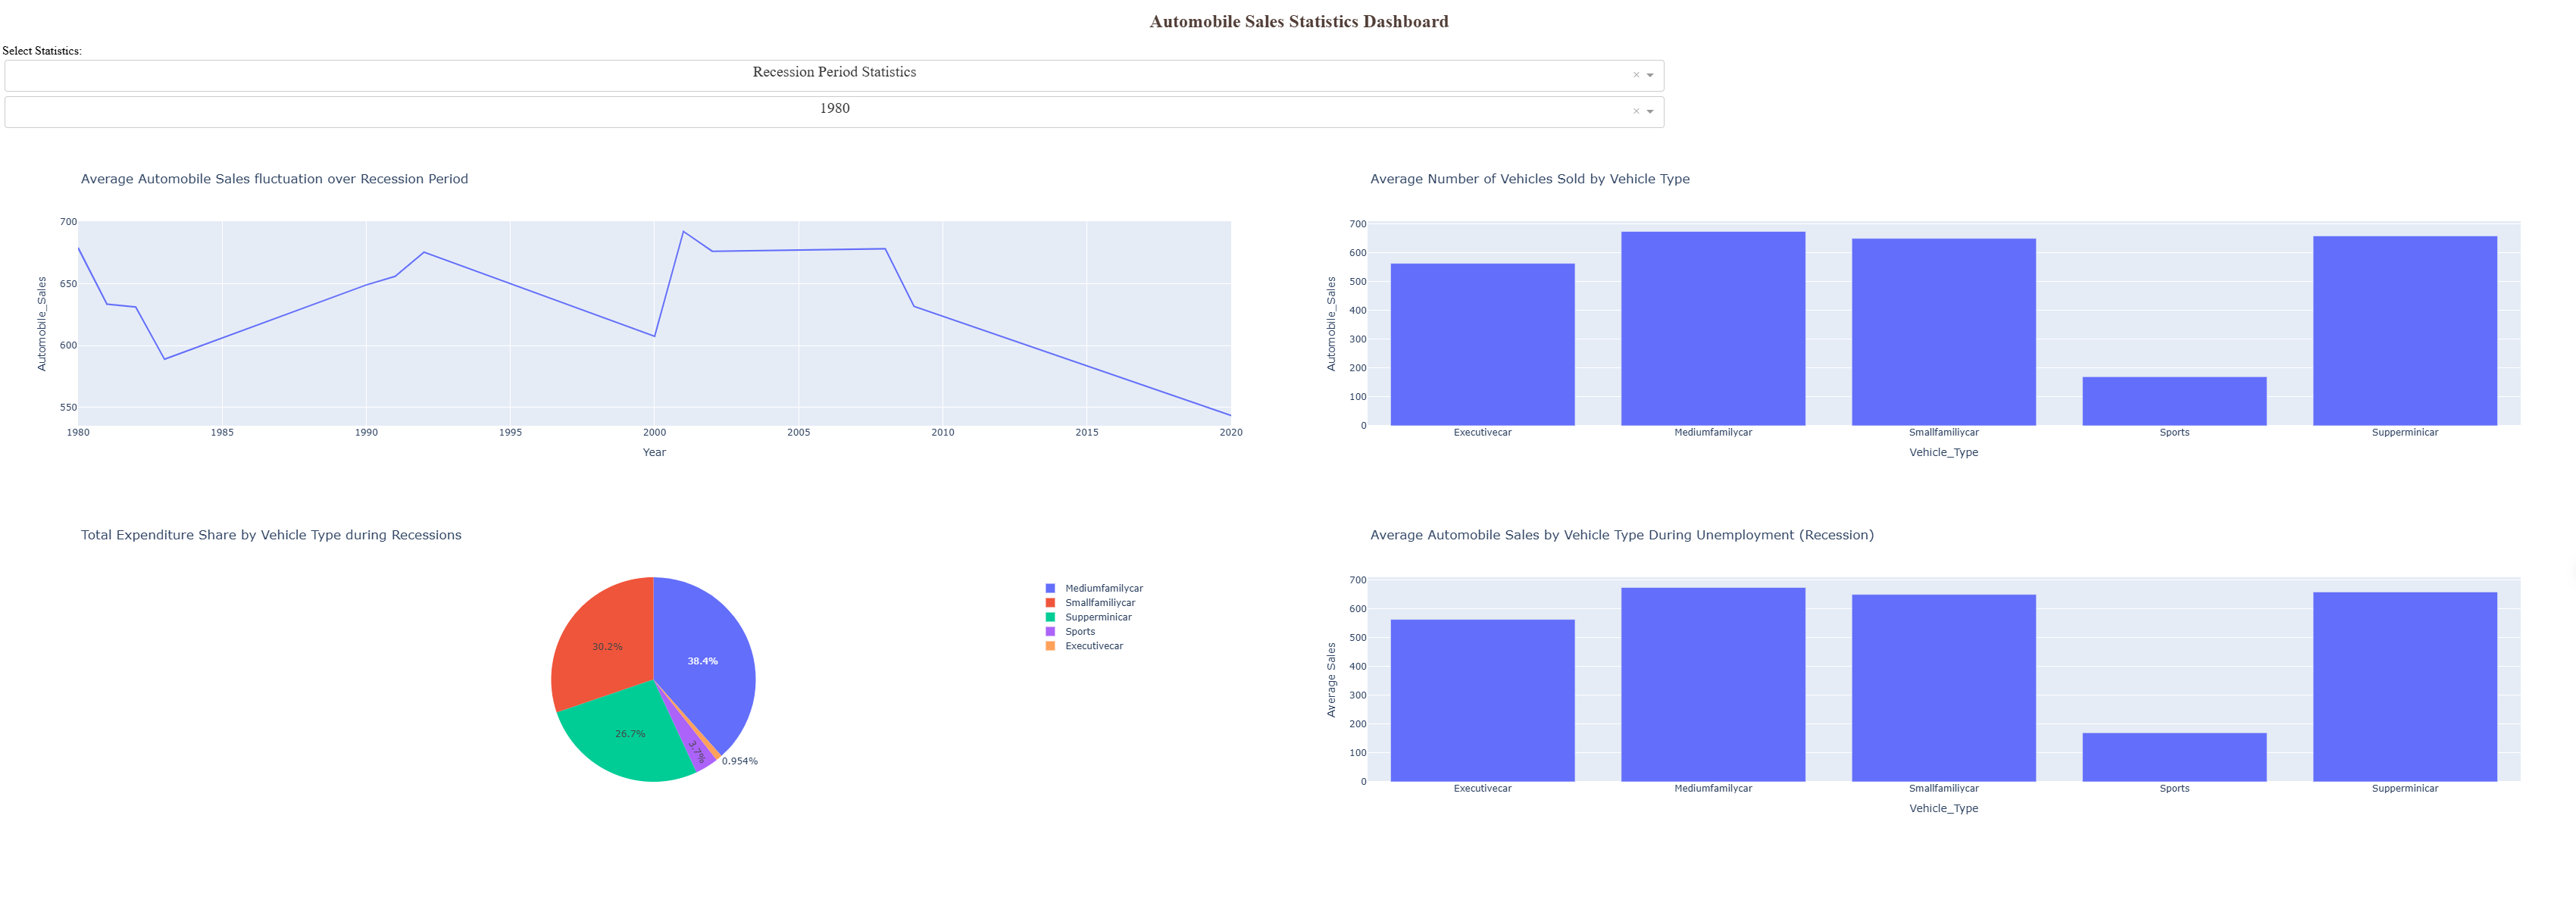 Automobile Sales Statistics Dashboard
Select Statistics:
Recession Period Statistics
×
1980
×
Average Automobile Sales fluctuation over Recession Period
700
650
600
550
Automobile_Sales
1980 1985 1990 1995 2000 2005 2010 2015 2020
Year
Average Number of Vehicles Sold by Vehicle Type
700
600
500
400
300
200
100
0
Automobile_Sales
Executivecar Mediumfamilycar Smallfamiliycar Sports Supperminicar
Vehicle_Type
Total Expenditure Share by Vehicle Type during Recessions
38.4%
30.2%
26.7%
3.7%
0.954%
Mediumfamilycar
Smallfamiliycar
Supperminicar
Sports
Executivecar
Average Automobile Sales by Vehicle Type During Unemployment (Recession)
700
600
500
400
300
200
100
0
Average Sales
Executivecar Mediumfamilycar Smallfamiliycar Sports Supperminicar
Vehicle_Type